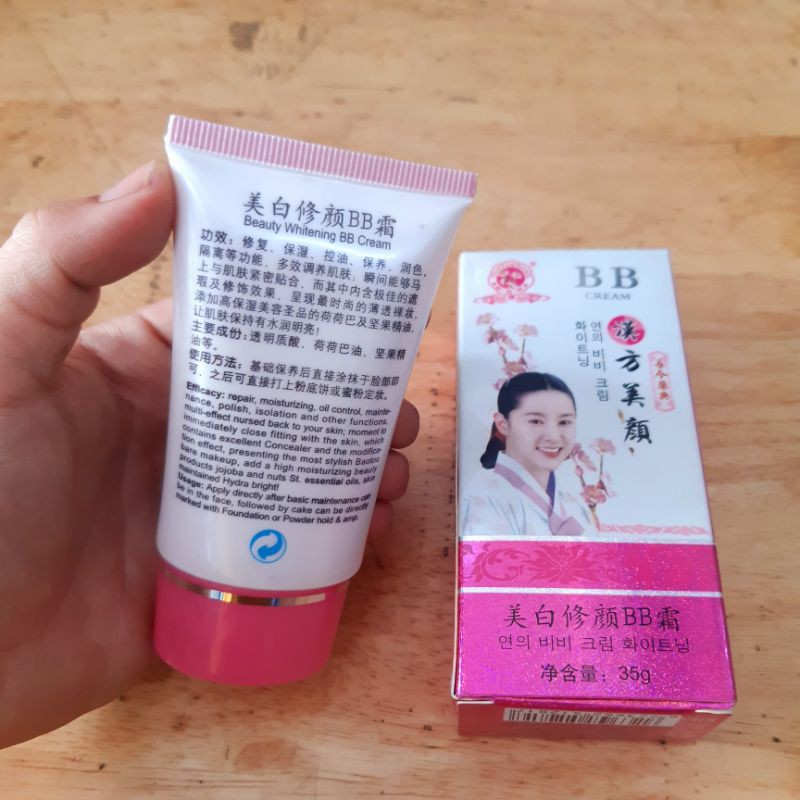 美白修颜BB霜
Beauty Whitening BB Cream
功效：修复、保湿、控油、保养、润色、
隔离等功能，多效调养肌肤；瞬间能够马
上与肌肤紧密贴合，而其中内含极佳的遮
瑕及修饰效果，呈现最时尚的薄透裸妆，
添加高保湿美容圣品的荷荷巴及坚果精油，
让肌肤保持有水润明亮！
主要成份：透明质酸、荷荷巴油、坚果精
油等。
使用方法：基础保养后直接涂抹于脸部即
可，之后可直接打上粉底饼或蜜粉定妆。
Efficacy: repair, moisturizing, oil control, mainte-
nance, polish, isolation and other functions,
multi-effect nursed back to your skin; moment to
immediately close fitting with the skin, which
contains excellent Concealer and the modifica-
tion effect, presenting the most stylish Baotou
bare makeup, add a high moisturizing beauty
products jojoba and nuts St. essential oils, skin
maintained Hydra bright!
Usage: Apply directly after basic maintenance can
be in the face, followed by cake can be directly
marked with Foundation or Powder hold & amp.
BB
CREAM
漢方美顏
연의 비비 크림
화이트닝
美白修颜BB霜
연의 비비 크림 화이트닝
净含量：35g